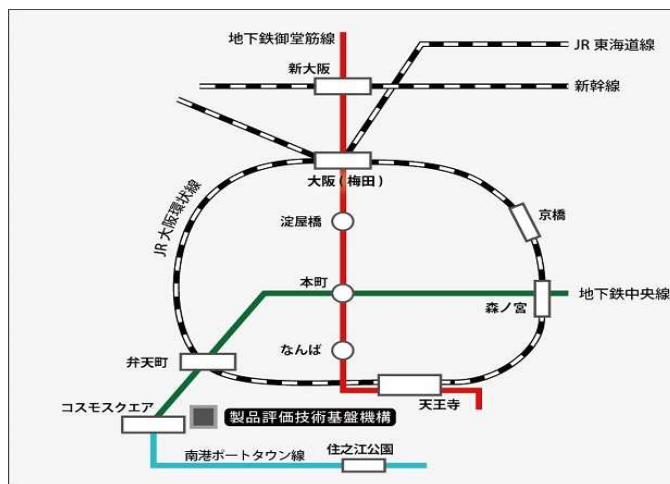 地下鉄御堂筋線
JR東海道線
新大阪
新幹線
大阪(梅田)
JR大阪環状線
淀屋橋
京橋
本町
地下鉄中央線
森ノ宮
なんば
弁天町
天王寺
コスモスクエア
製品評価技術基盤機構
住之江公園
南港ポートタウン線